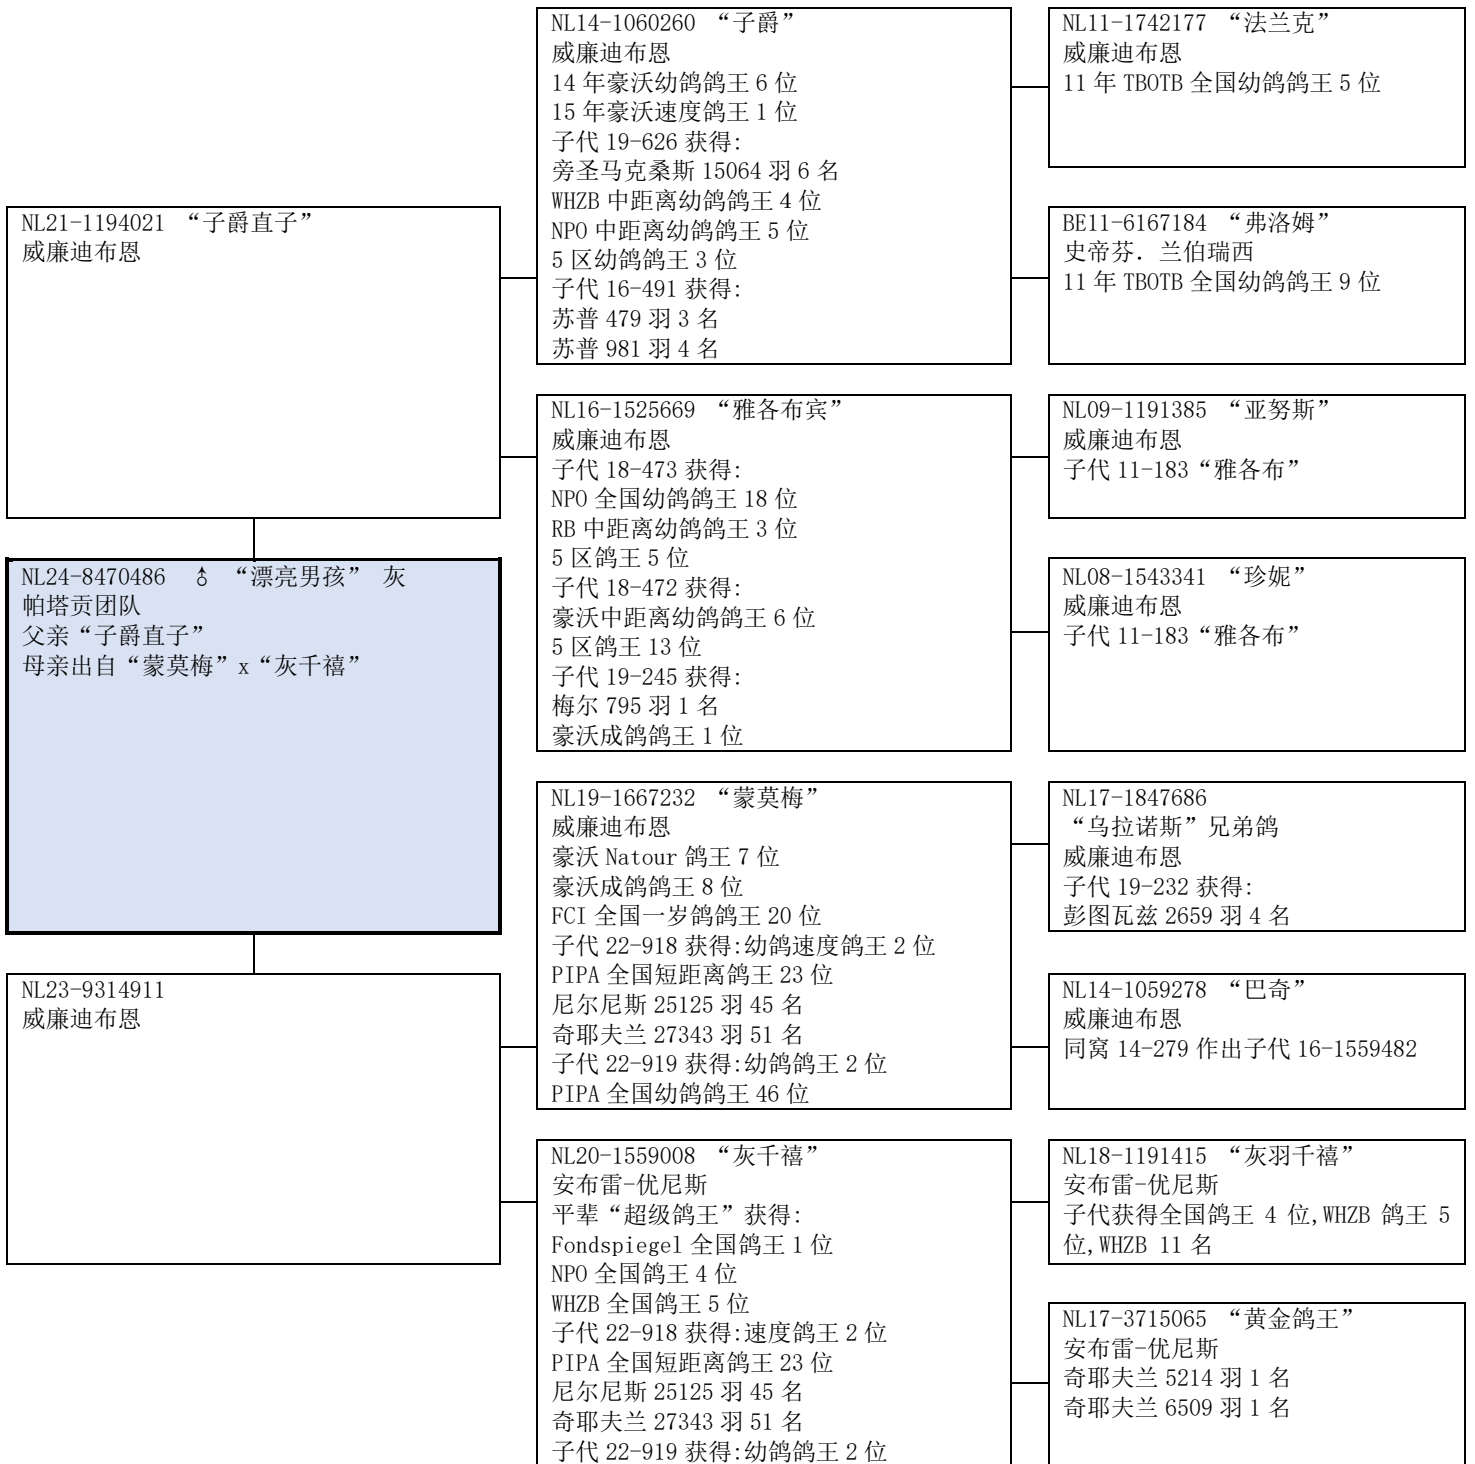 NL21-1194021 “子爵直子”
威廉迪布恩
NL24-8470486 ♂ “漂亮男孩” 灰
帕塔贡团队
父亲“子爵直子”
母亲出自“蒙莫梅”x“灰千禧”
NL23-9314911
威廉迪布恩
NL14-1060260 “子爵”
威廉迪布恩
14 年豪沃幼鸽鸽王 6 位
15 年豪沃速度鸽王 1 位
子代 19-626 获得:
旁圣马克桑斯 15064 羽 6 名
WHZB 中距离幼鸽鸽王 4 位
NPO 中距离幼鸽鸽王 5 位
5 区幼鸽鸽王 3 位
子代 16-491 获得:
苏普 479 羽 3 名
苏普 981 羽 4 名
NL16-1525669 “雅各布宾”
威廉迪布恩
子代 18-473 获得:
NPO 全国幼鸽鸽王 18 位
RB 中距离幼鸽鸽王 3 位
5 区鸽王 5 位
子代 18-472 获得:
豪沃中距离幼鸽鸽王 6 位
5 区鸽王 13 位
子代 19-245 获得:
梅尔 795 羽 1 名
豪沃成鸽鸽王 1 位
NL19-1667232 “蒙莫梅”
威廉迪布恩
豪沃 Natour 鸽王 7 位
豪沃成鸽鸽王 8 位
FCI 全国一岁鸽鸽王 20 位
子代 22-918 获得:幼鸽速度鸽王 2 位
PIPA 全国短距离鸽王 23 位
尼尔尼斯 25125 羽 45 名
奇耶夫兰 27343 羽 51 名
子代 22-919 获得:幼鸽鸽王 2 位
PIPA 全国幼鸽鸽王 46 位
NL20-1559008 “灰千禧”
安布雷-优尼斯
平辈“超级鸽王”获得:
Fondspiegel 全国鸽王 1 位
NPO 全国鸽王 4 位
WHZB 全国鸽王 5 位
子代 22-918 获得:速度鸽王 2 位
PIPA 全国短距离鸽王 23 位
尼尔尼斯 25125 羽 45 名
奇耶夫兰 27343 羽 51 名
子代 22-919 获得:幼鸽鸽王 2 位
NL11-1742177 “法兰克”
威廉迪布恩
11 年 TBOTB 全国幼鸽鸽王 5 位
BE11-6167184 “弗洛姆”
史帝芬. 兰伯瑞西
11 年 TBOTB 全国幼鸽鸽王 9 位
NL09-1191385 “亚努斯”
威廉迪布恩
子代 11-183“雅各布”
NL08-1543341 “珍妮”
威廉迪布恩
子代 11-183“雅各布”
NL17-1847686
“乌拉诺斯”兄弟鸽
威廉迪布恩
子代 19-232 获得:
彭图瓦兹 2659 羽 4 名
NL14-1059278 “巴奇”
威廉迪布恩
同窝 14-279 作出子代 16-1559482
NL18-1191415 “灰羽千禧”
安布雷-优尼斯
子代获得全国鸽王 4 位,WHZB 鸽王 5
位,WHZB 11 名
NL17-3715065 “黄金鸽王”
安布雷-优尼斯
奇耶夫兰 5214 羽 1 名
奇耶夫兰 6509 羽 1 名